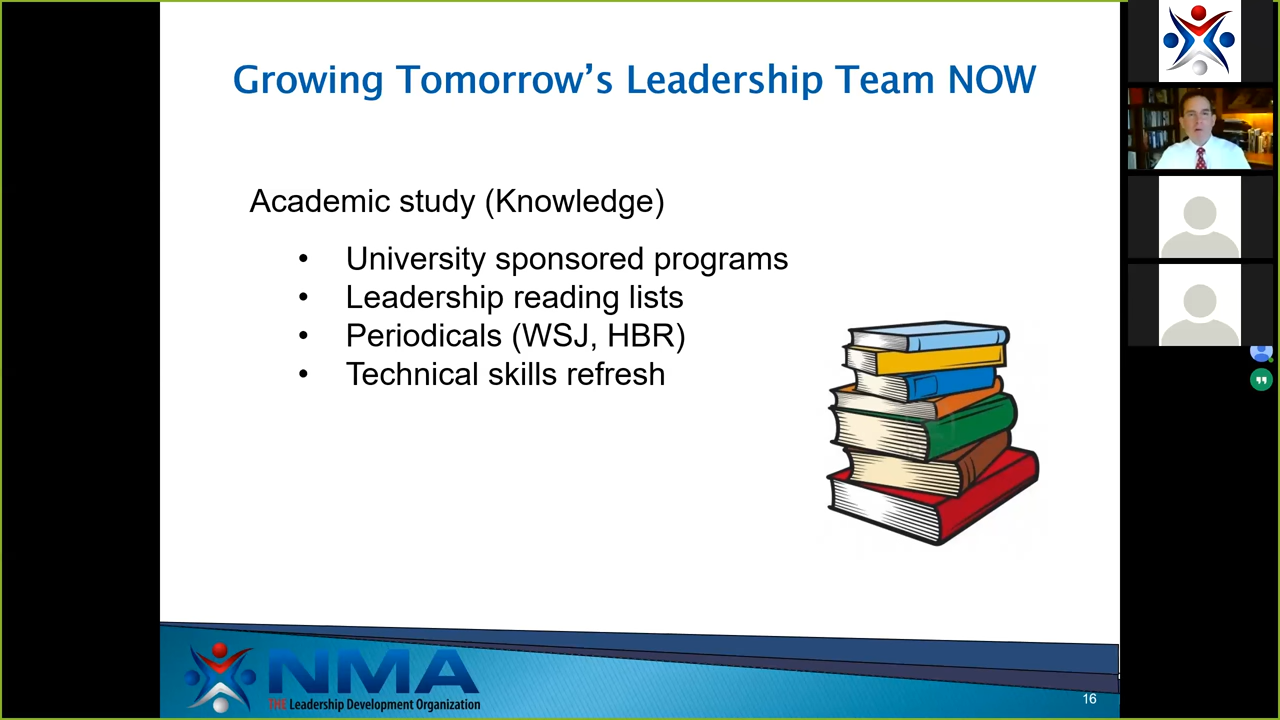 Growing Tomorrow’s Leadership Team NOW
Academic study (Knowledge)
• University sponsored programs
• Leadership reading lists
• Periodicals (WSJ, HBR)
• Technical skills refresh
NMA
THE Leadership Development Organization
16